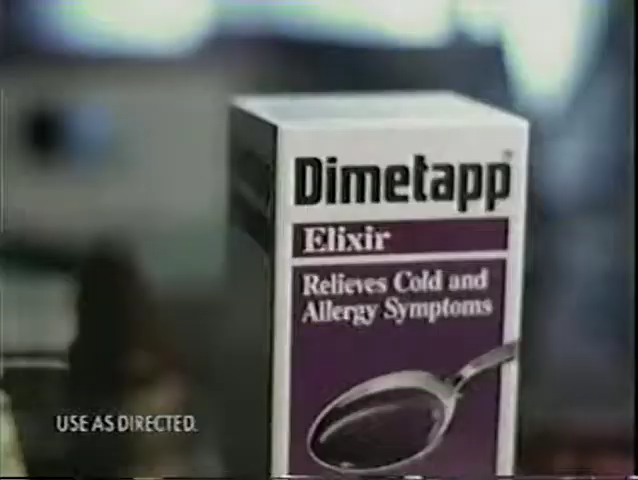 Dimetapp
Elixir
Relieves Cold and
Allergy Symptoms
USE AS DIRECTED.